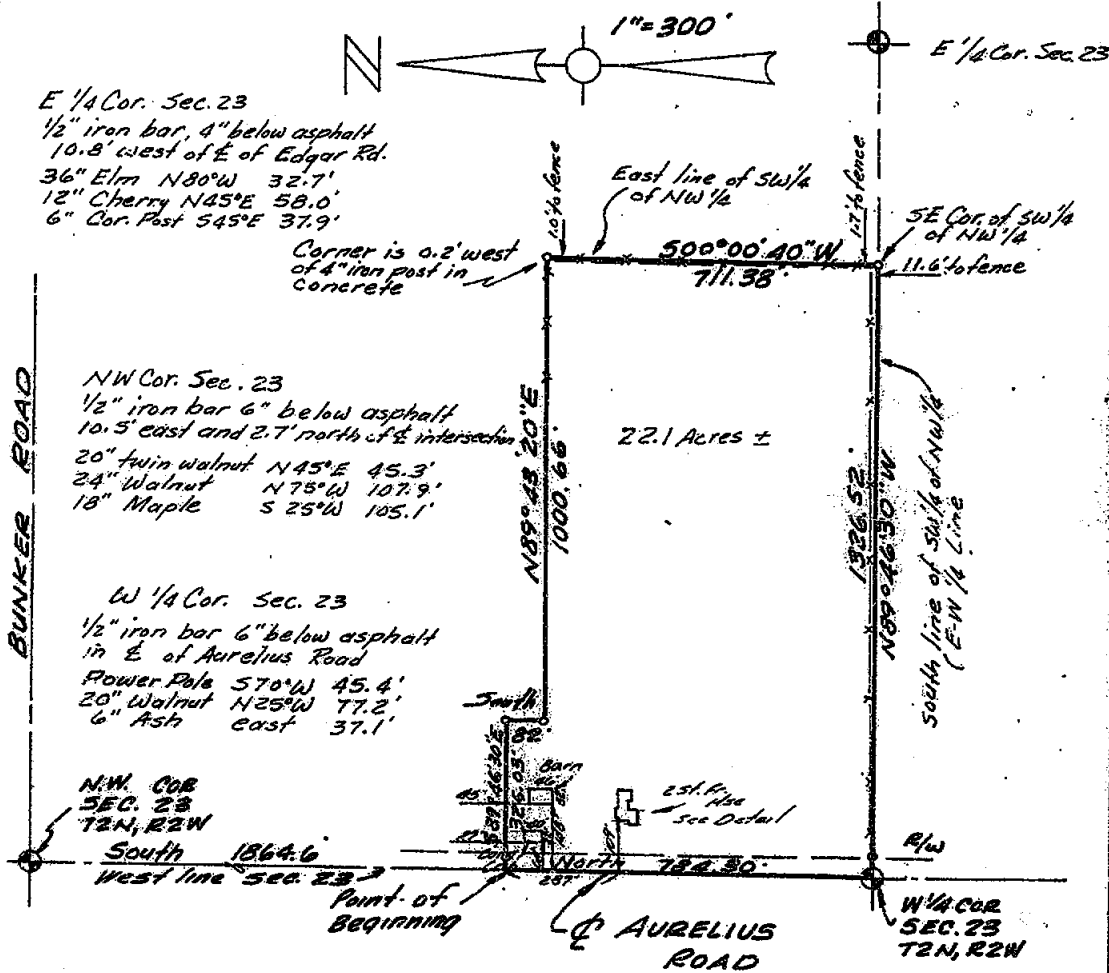 1"=300'
N
E 1/4 Cor. Sec. 23
E 1/4 Cor. Sec. 23
1/2" iron bar, 4" below asphalt
10.8' west of ℄ of Edgar Rd.
36" Elm N80°W 32.7'
12" Cherry N45°E 58.0'
6" Cor. Post S45°E 37.9'
1.0' to fence
East line of SW 1/4
of NW 1/4
1.7' to fence
SE Cor. of SW 1/4
of NW 1/4
Corner is 0.2' west
of 4" iron post in
concrete
S00°00'40"W
711.38'
11.6' to fence
BUNKER ROAD
NW Cor. Sec. 23
1/2" iron bar 6" below asphalt
10.5' east and 2.7' north of ℄ intersection
20" twin walnut N45°E 45.3'
24" Walnut N75°W 107.9'
18" Maple S 25°W 105.1'
22.1 Acres ±
N89°43'20"E
1000.66'
1326.52'
N89°46'30"W
South line of SW 1/4 of NW 1/4
(E-W 1/4 Line
W 1/4 Cor. Sec. 23
1/2" iron bar 6" below asphalt
in ℄ of Aurelius Road
Power Pole S70°W 45.4'
20" Walnut N25°W 77.2'
6" Ash east 37.1'
South
82'
S89°46'30"E
326.03'
Barn
2 St. Fr.
Hse
See Detail
N.W. COR
SEC. 23
T2N, R2W
South 1864.6'
West line Sec. 23
North 784.30'
R/W
Point of
Beginning
℄ AURELIUS
ROAD
W 1/4 COR
SEC. 23
T2N, R2W